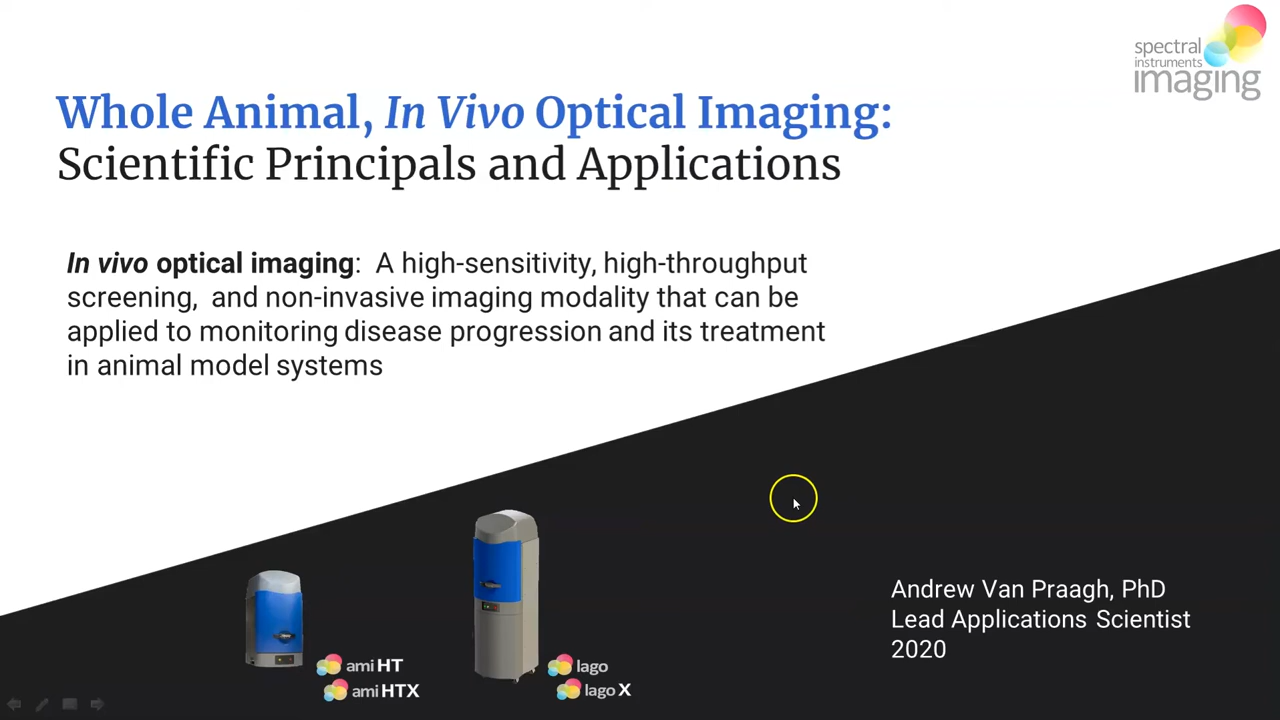 spectral
instruments
imaging
Whole Animal, In Vivo Optical Imaging:
Scientific Principals and Applications
In vivo optical imaging: A high-sensitivity, high-throughput
screening, and non-invasive imaging modality that can be
applied to monitoring disease progression and its treatment
in animal model systems
Andrew Van Praagh, PhD
Lead Applications Scientist
2020
ami HT
ami HTX
lago
lago X